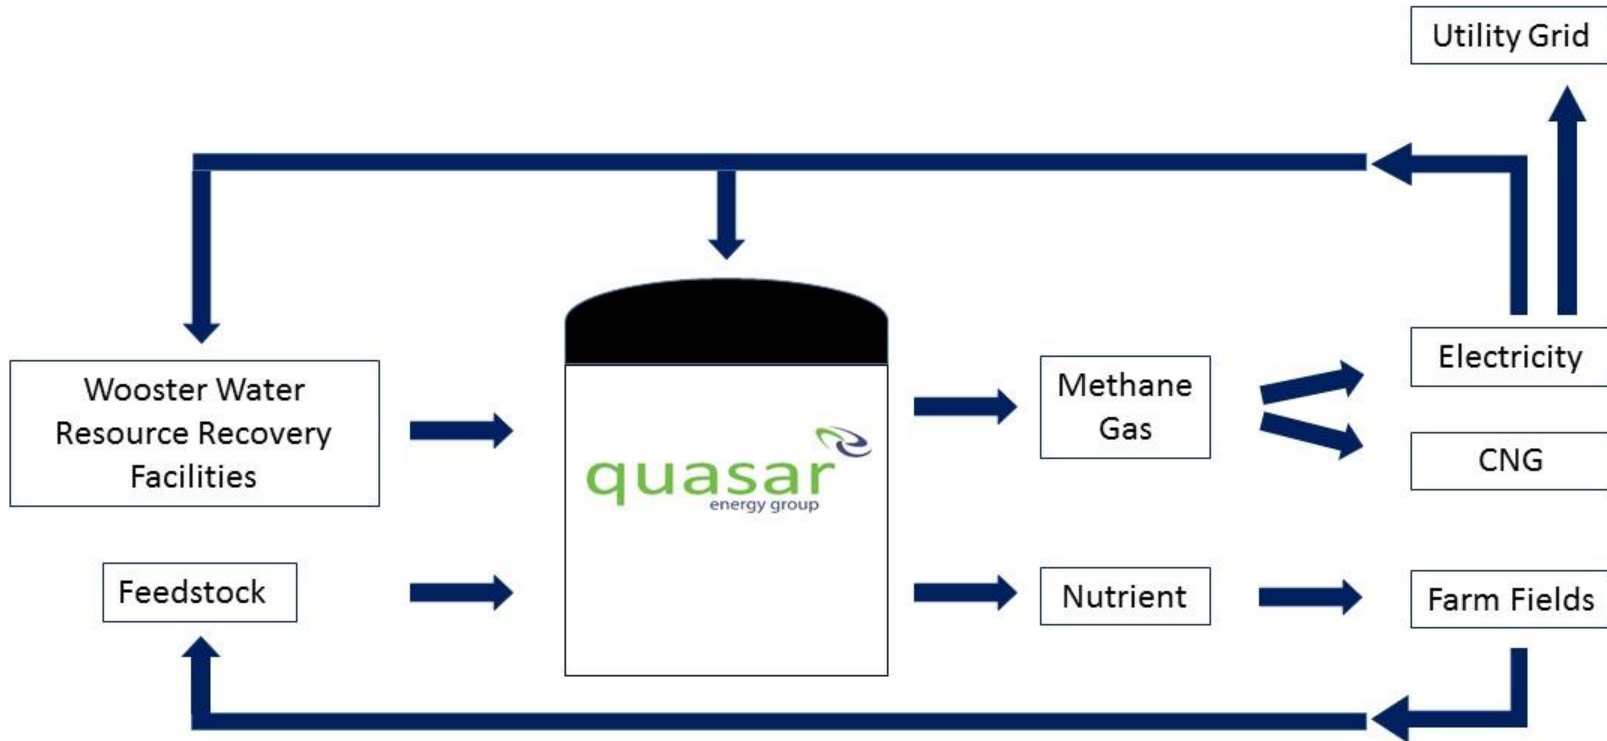 Utility Grid
Electricity
Wooster Water
Resource Recovery
Facilities
Methane
Gas
CNG
quasar
energy group
Feedstock
Nutrient
Farm Fields